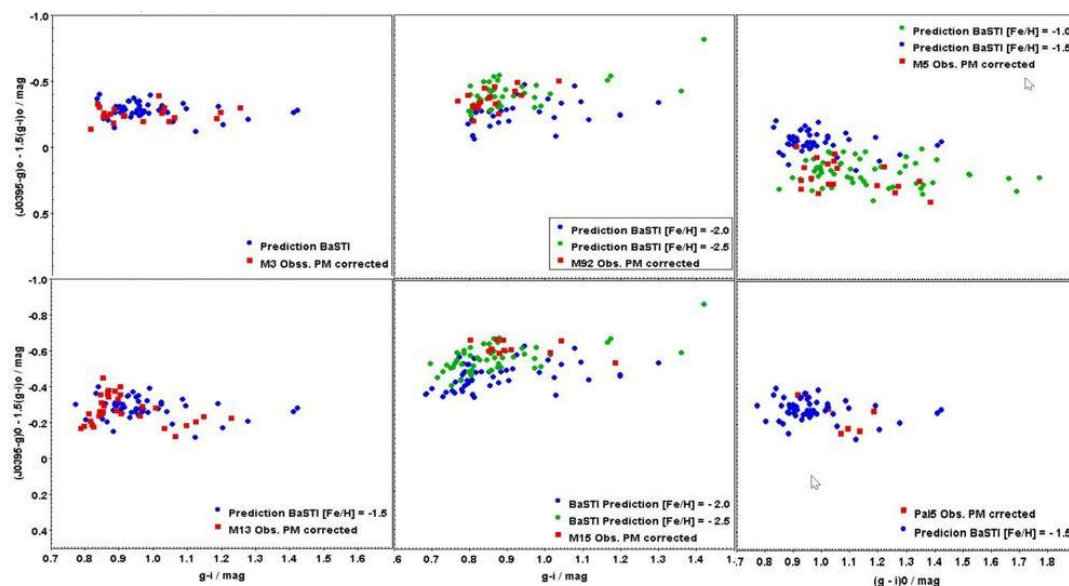 -1.0
-0.5
0
0.5
(J0395-g)o - 1.5(g-i)o / mag
Prediction BaSTI
M3 Obss. PM corrected
Prediction BaSTI [Fe/H] = -2.0
Prediction BaSTI [Fe/H] = -2.5
M92 Obs. PM corrected
Prediction BaSTI [Fe/H] = -1.0
Prediction BaSTI [Fe/H] = -1.5
M5 Obs. PM corrected
-1.0
-0.8
-0.6
-0.4
-0.2
0
0.2
0.4
(J0395-g)0 - 1.5(g-i)o / mag
Prediction BaSTI [Fe/H] = -1.5
M13 Obs. PM corrected
BaSTI Prediction [Fe/H] = - 2.0
BaSTI Prediction [Fe/H] = - 2.5
M15 Obs. PM corrected
Pal5 Obs. PM crrected
Predicion BaSTI [Fe/H] = - 1.5
0.7 0.8 0.9 1.0 1.1 1.2 1.3 1.4 1.5
g-i / mag
0.7 0.8 0.9 1.0 1.1 1.2 1.3 1.4
g-i / mag
0.7 0.8 0.9 1.0 1.1 1.2 1.3 1.4 1.5 1.6 1.7 1.8
(g - i)0 / mag